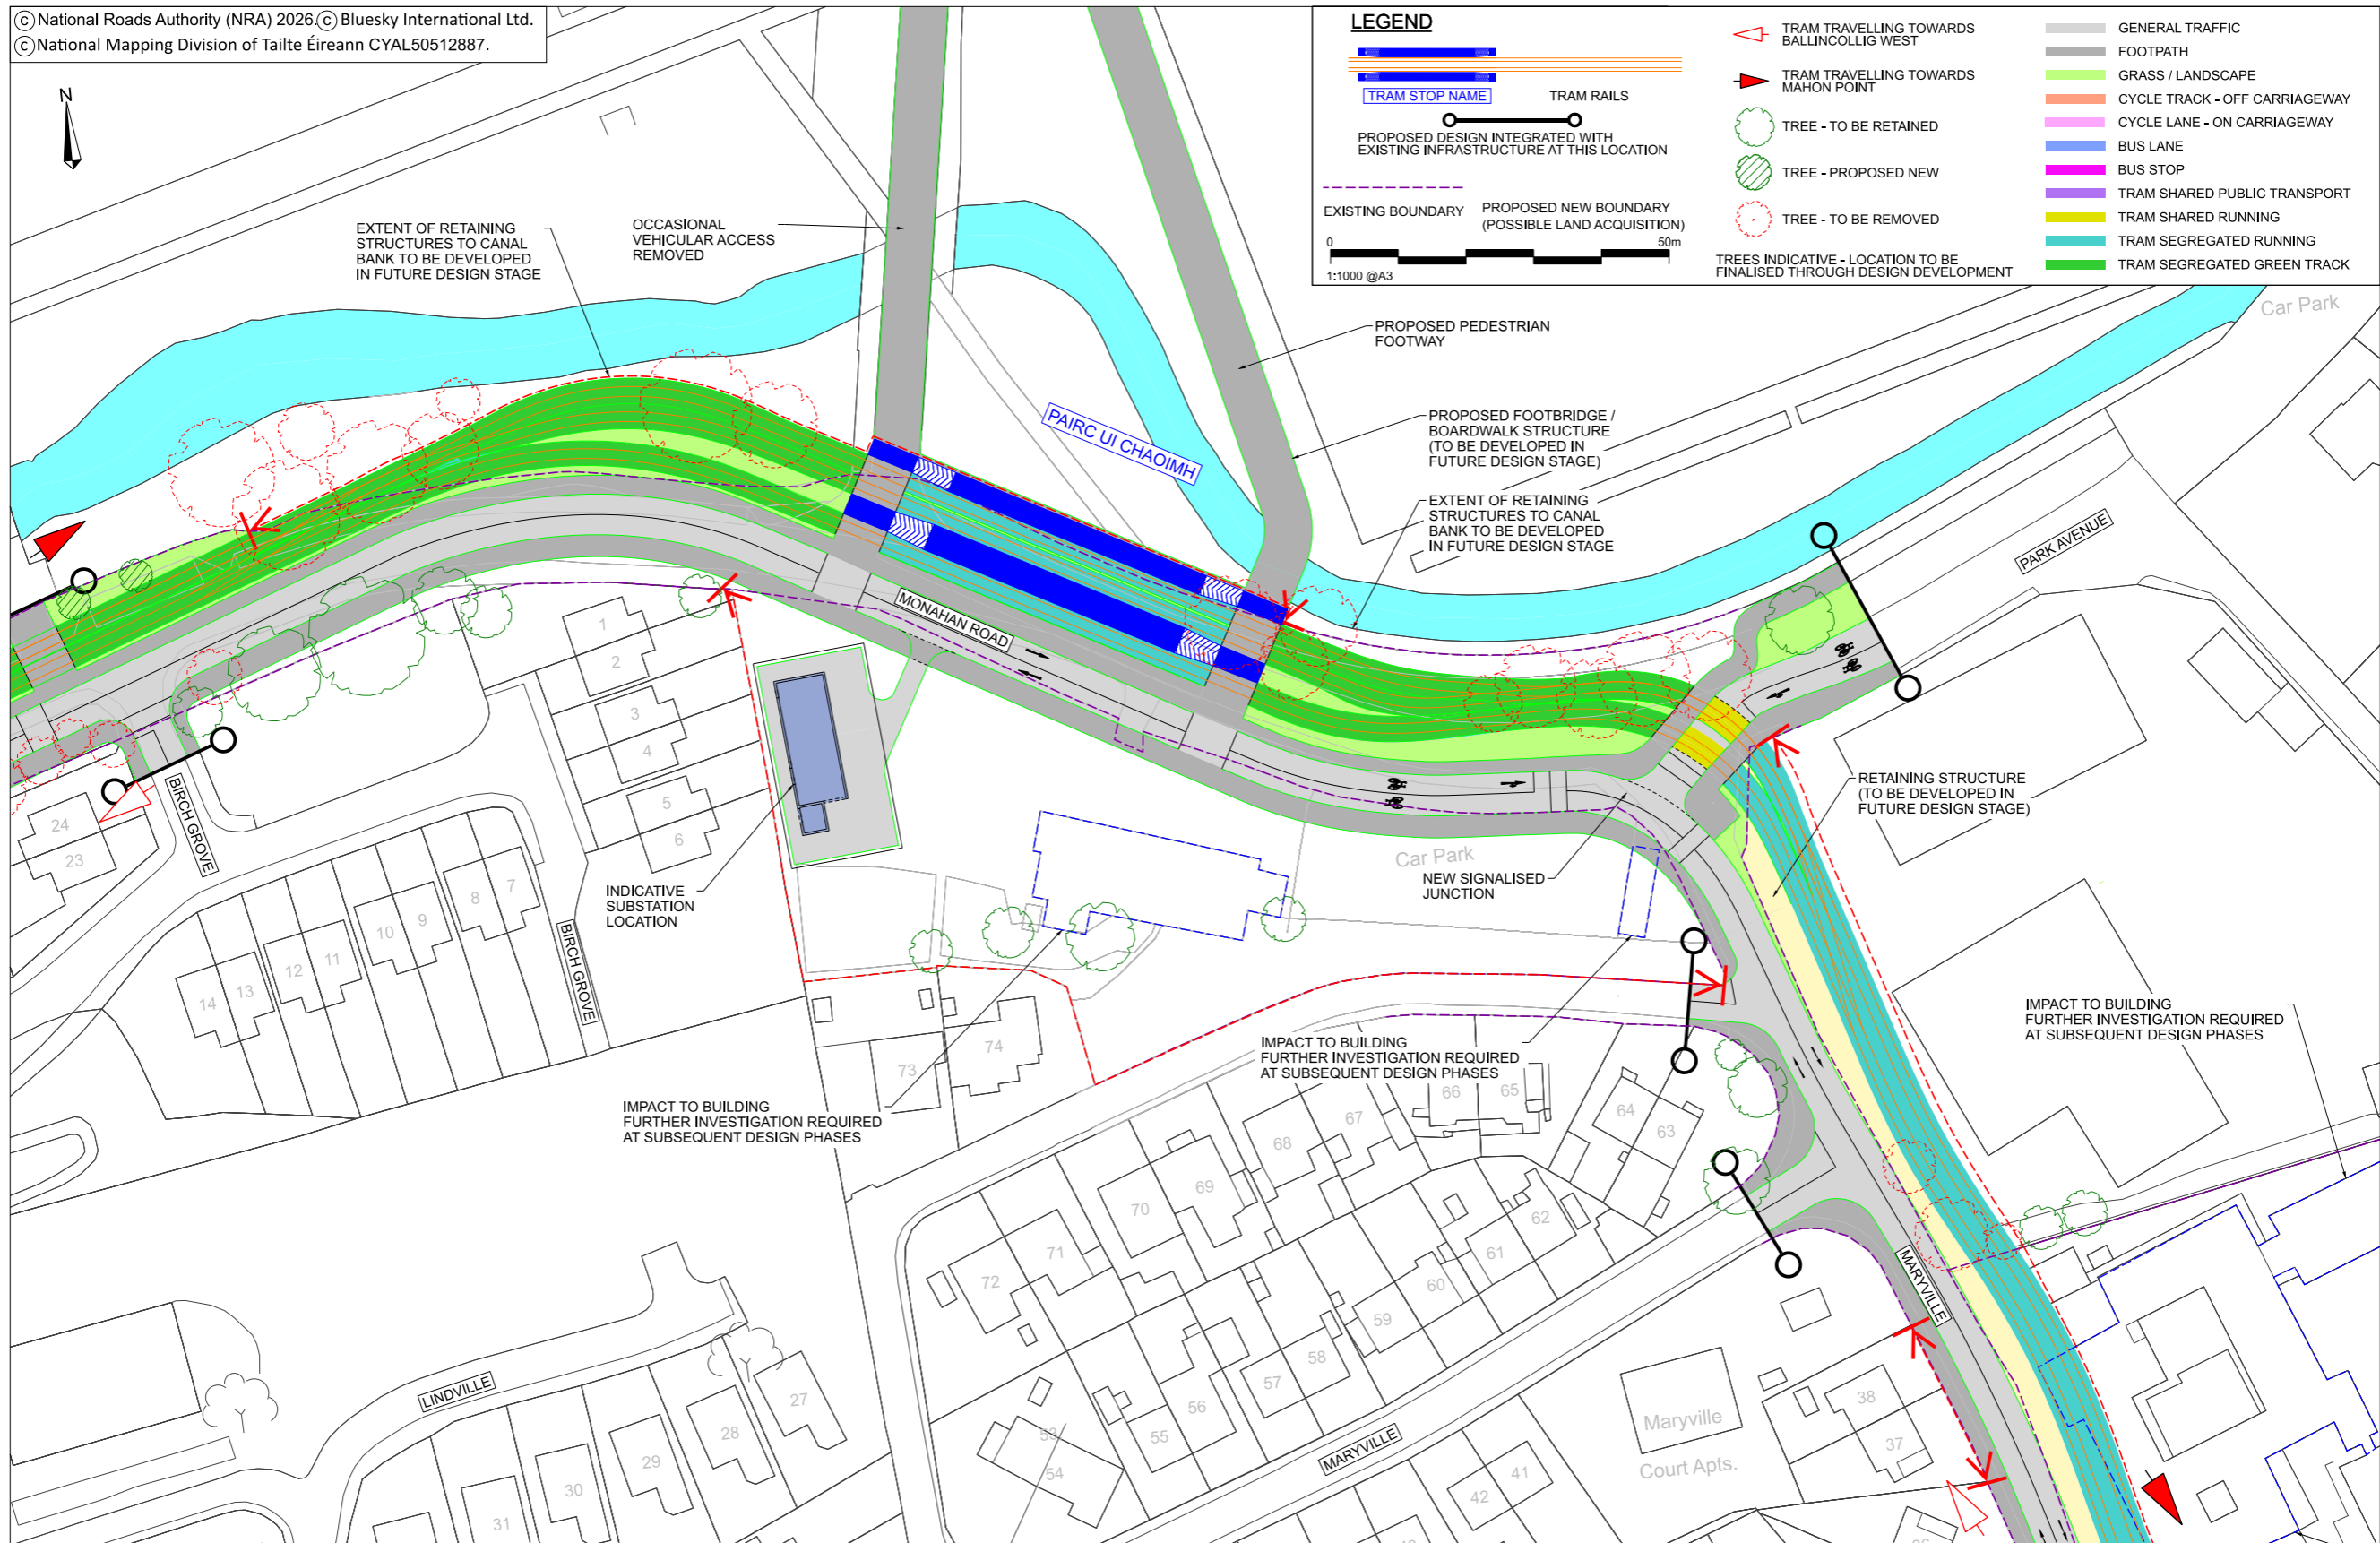 © National Roads Authority (NRA) 2026. © Bluesky International Ltd.
© National Mapping Division of Tailte Éireann CYAL50512887.
N
LEGEND
TRAM STOP NAME
TRAM RAILS
PROPOSED DESIGN INTEGRATED WITH
EXISTING INFRASTRUCTURE AT THIS LOCATION
EXISTING BOUNDARY
PROPOSED NEW BOUNDARY
(POSSIBLE LAND ACQUISITION)
0
50m
1:1000 @A3
TRAM TRAVELLING TOWARDS
BALLINCOLLIG WEST
TRAM TRAVELLING TOWARDS
MAHON POINT
TREE - TO BE RETAINED
TREE - PROPOSED NEW
TREE - TO BE REMOVED
TREES INDICATIVE - LOCATION TO BE
FINALISED THROUGH DESIGN DEVELOPMENT
GENERAL TRAFFIC
FOOTPATH
GRASS / LANDSCAPE
CYCLE TRACK - OFF CARRIAGEWAY
CYCLE LANE - ON CARRIAGEWAY
BUS LANE
BUS STOP
TRAM SHARED PUBLIC TRANSPORT
TRAM SHARED RUNNING
TRAM SEGREGATED RUNNING
TRAM SEGREGATED GREEN TRACK
EXTENT OF RETAINING
STRUCTURES TO CANAL
BANK TO BE DEVELOPED
IN FUTURE DESIGN STAGE
OCCASIONAL
VEHICULAR ACCESS
REMOVED
Car Park
PROPOSED PEDESTRIAN
FOOTWAY
PAIRC UI CHAOIMH
PROPOSED FOOTBRIDGE /
BOARDWALK STRUCTURE
(TO BE DEVELOPED IN
FUTURE DESIGN STAGE)
EXTENT OF RETAINING
STRUCTURES TO CANAL
BANK TO BE DEVELOPED
IN FUTURE DESIGN STAGE
PARK AVENUE
MONAHAN ROAD
1
2
3
4
5
6
BIRCH GROVE
24
23
RETAINING STRUCTURE
(TO BE DEVELOPED IN
FUTURE DESIGN STAGE)
Car Park
NEW SIGNALISED
JUNCTION
INDICATIVE
SUBSTATION
LOCATION
7
8
9
10
11
12
13
14
BIRCH GROVE
IMPACT TO BUILDING
FURTHER INVESTIGATION REQUIRED
AT SUBSEQUENT DESIGN PHASES
IMPACT TO BUILDING
FURTHER INVESTIGATION REQUIRED
AT SUBSEQUENT DESIGN PHASES
IMPACT TO BUILDING
FURTHER INVESTIGATION REQUIRED
AT SUBSEQUENT DESIGN PHASES
73
74
66
65
64
63
67
68
69
70
71
72
62
61
60
59
58
57
56
55
53
54
MARYVILLE
LINDVILLE
27
28
29
30
31
MARYVILLE
41
42
Maryville
Court Apts.
38
37